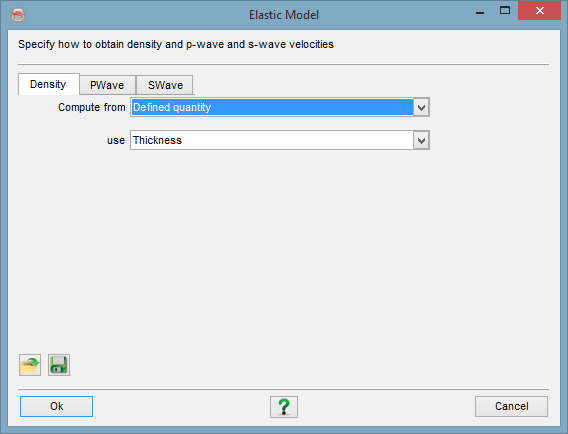 Elastic Model
Specify how to obtain density and p-wave and s-wave velocities
Density PWave SWave
Compute from Defined quantity
use Thickness
Ok ? Cancel